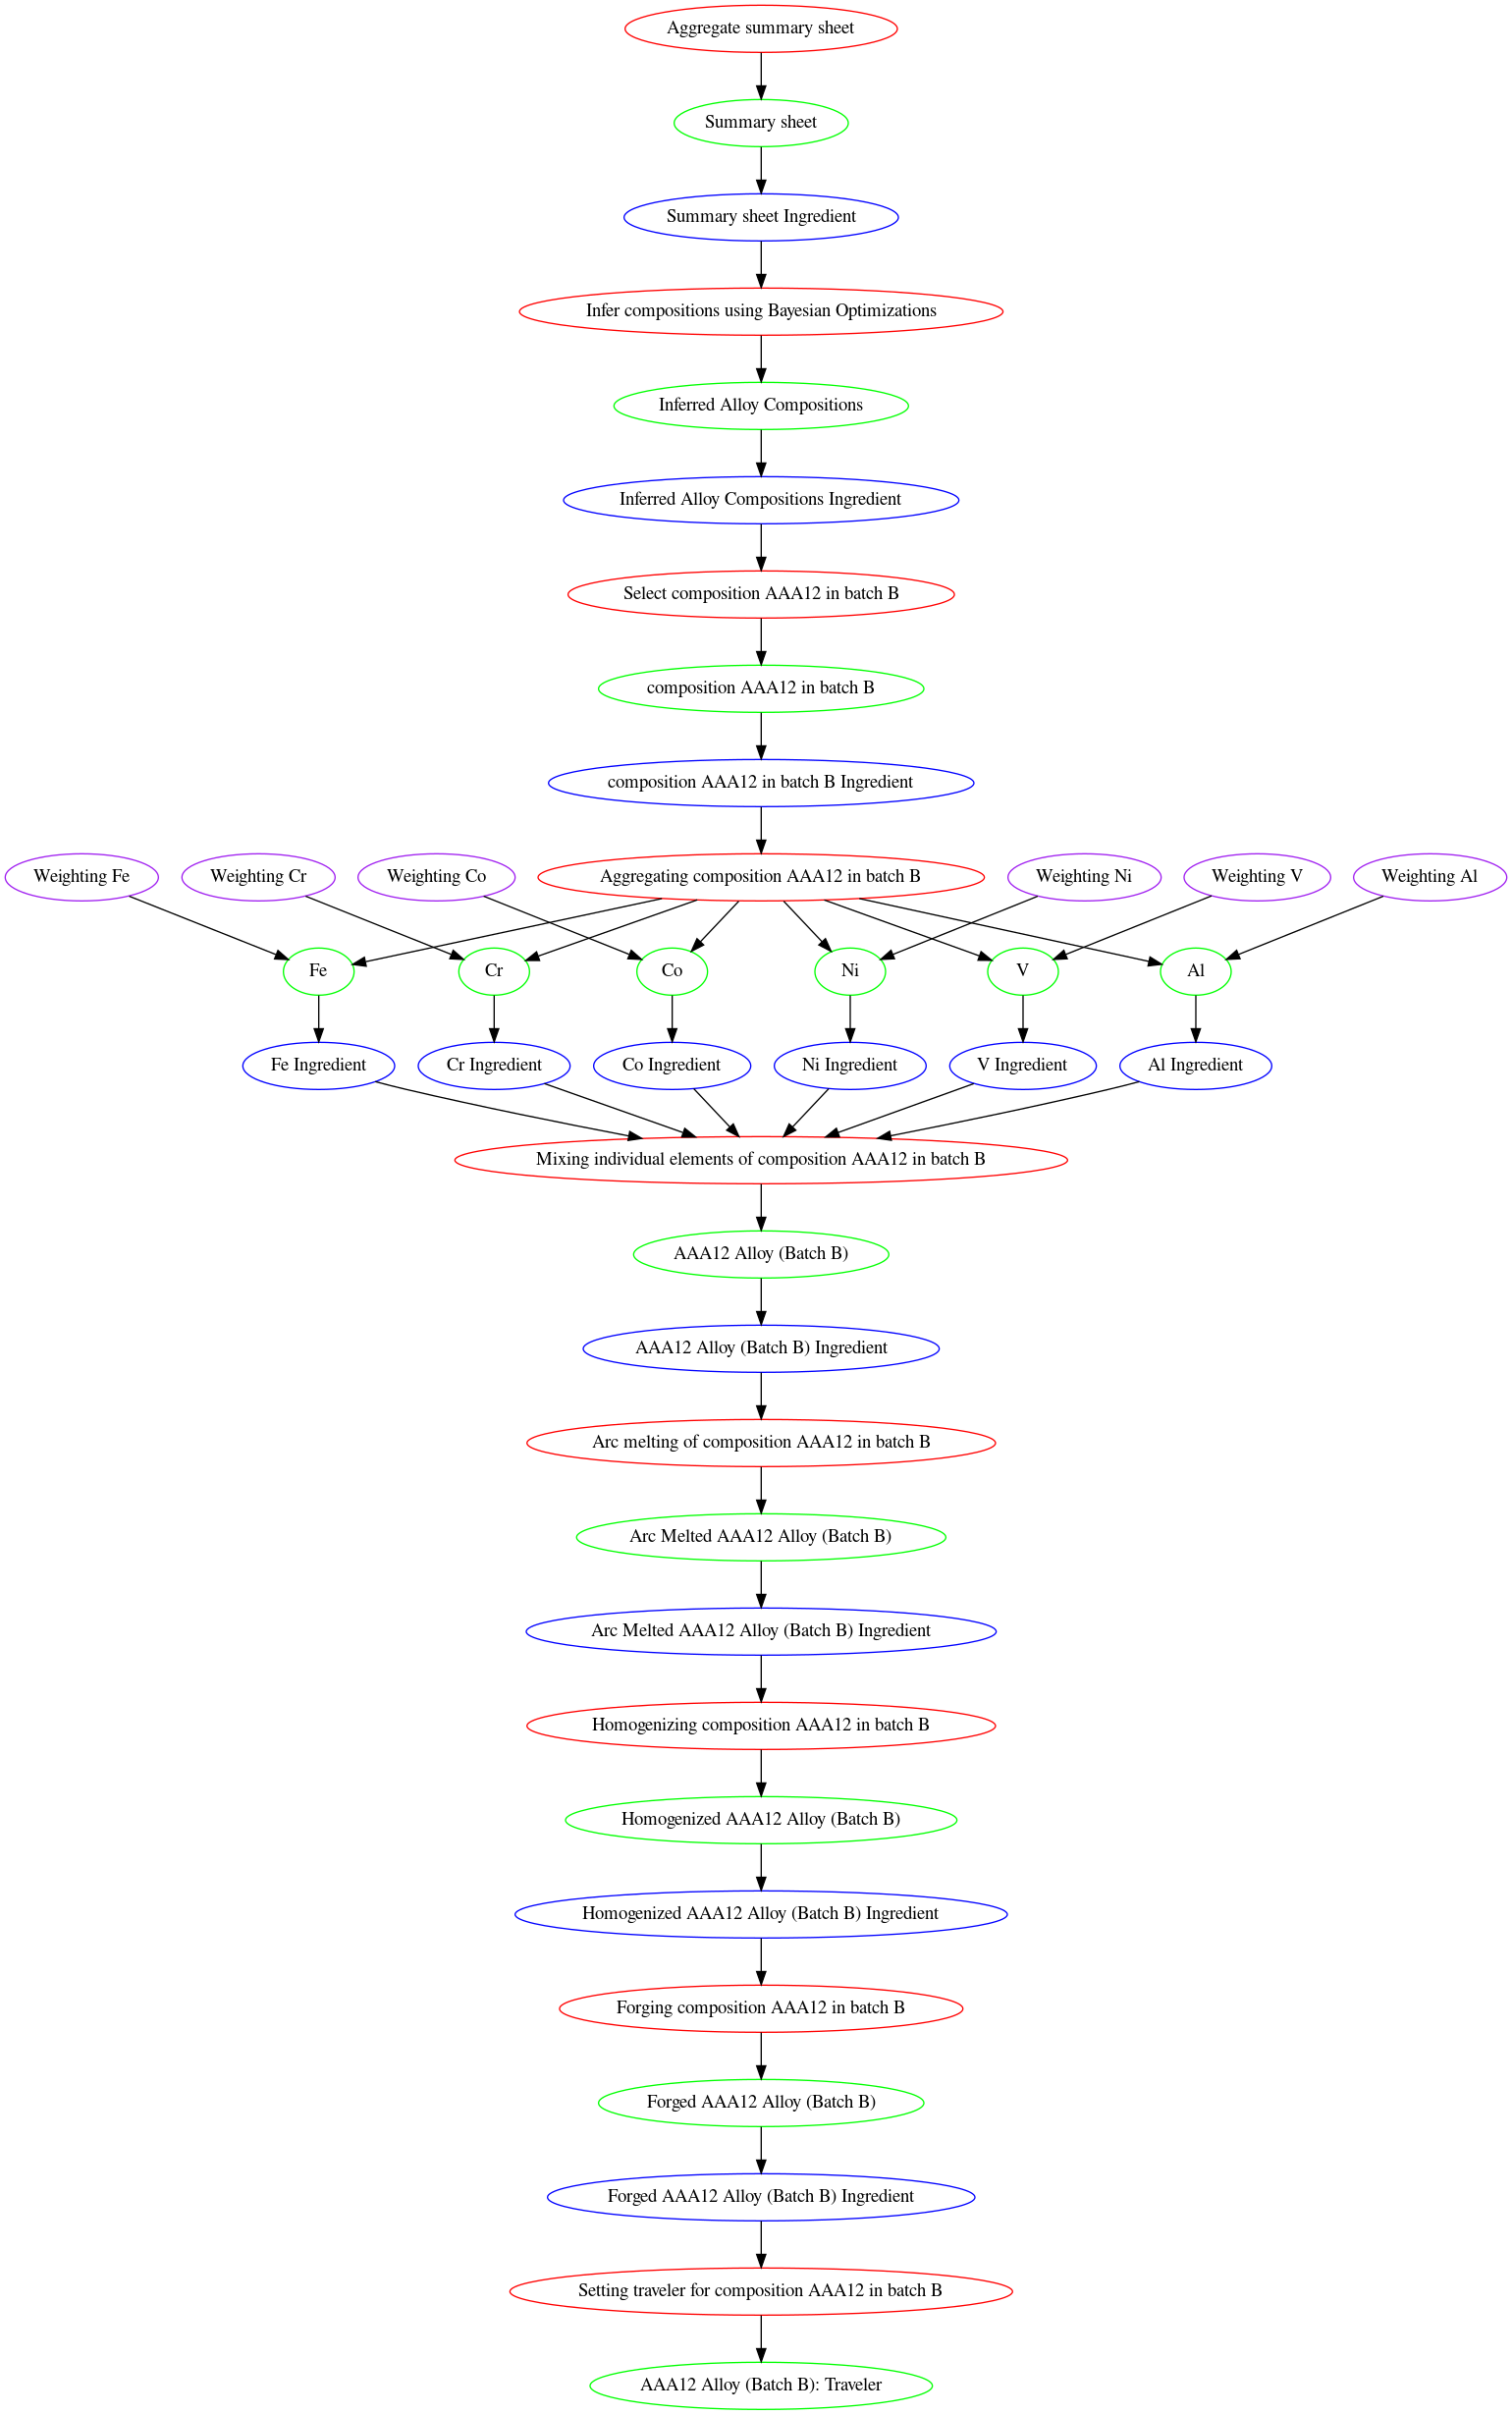 Aggregate summary sheet
Summary sheet
Summary sheet Ingredient
Infer compositions using Bayesian Optimizations
Inferred Alloy Compositions
Inferred Alloy Compositions Ingredient
Select composition AAA12 in batch B
composition AAA12 in batch B
composition AAA12 in batch B Ingredient
Weighting Fe
Weighting Cr
Weighting Co
Aggregating composition AAA12 in batch B
Weighting Ni
Weighting V
Weighting Al
Fe
Cr
Co
Ni
V
Al
Fe Ingredient
Cr Ingredient
Co Ingredient
Ni Ingredient
V Ingredient
Al Ingredient
Mixing individual elements of composition AAA12 in batch B
AAA12 Alloy (Batch B)
AAA12 Alloy (Batch B) Ingredient
Arc melting of composition AAA12 in batch B
Arc Melted AAA12 Alloy (Batch B)
Arc Melted AAA12 Alloy (Batch B) Ingredient
Homogenizing composition AAA12 in batch B
Homogenized AAA12 Alloy (Batch B)
Homogenized AAA12 Alloy (Batch B) Ingredient
Forging composition AAA12 in batch B
Forged AAA12 Alloy (Batch B)
Forged AAA12 Alloy (Batch B) Ingredient
Setting traveler for composition AAA12 in batch B
AAA12 Alloy (Batch B): Traveler